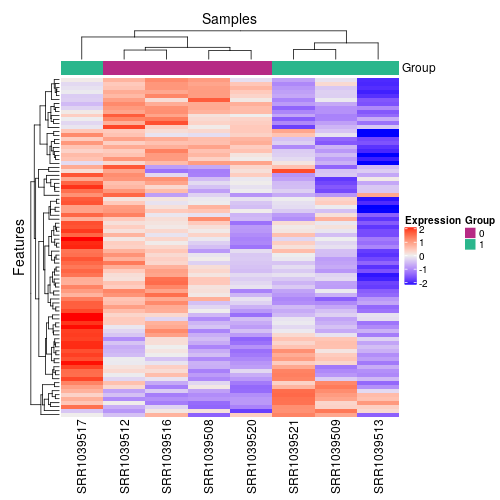 Samples
Group
Features
Expression
2
1
0
-1
-2
Group
0
1
SRR1039517
SRR1039512
SRR1039516
SRR1039508
SRR1039520
SRR1039521
SRR1039509
SRR1039513